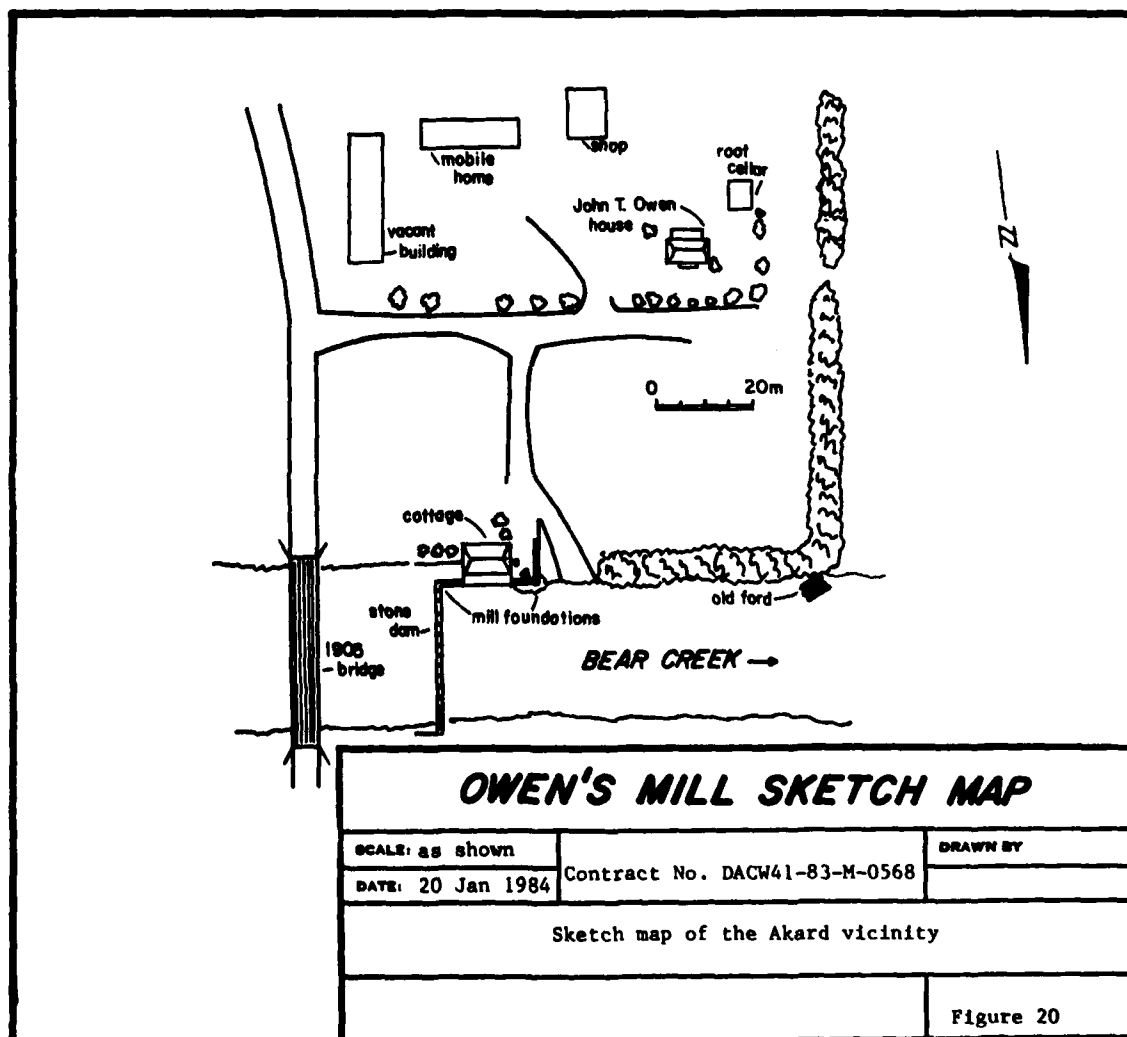 shop
mobile
home
root
cellar
John T. Owen
house
vacant
building
0 20m
N
cottage
stone
dam
mill foundations
old ford
1908
bridge
BEAR CREEK →
OWEN'S MILL SKETCH MAP
SCALE: as shown
DATE: 20 Jan 1984
Contract No. DACW41-83-M-0568
DRAWN BY
Sketch map of the Akard vicinity
Figure 20